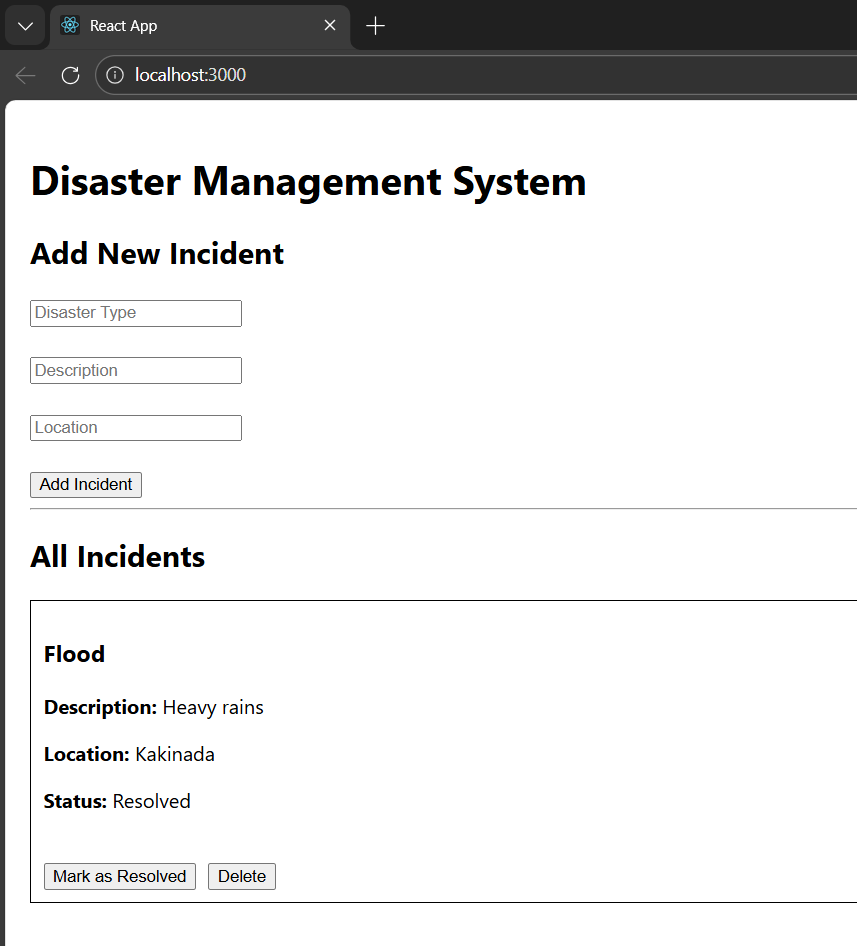 React App
localhost:3000
Disaster Management System
Add New Incident
Disaster Type
Description
Location
Add Incident
All Incidents
Flood
Description: Heavy rains
Location: Kakinada
Status: Resolved
Mark as Resolved Delete